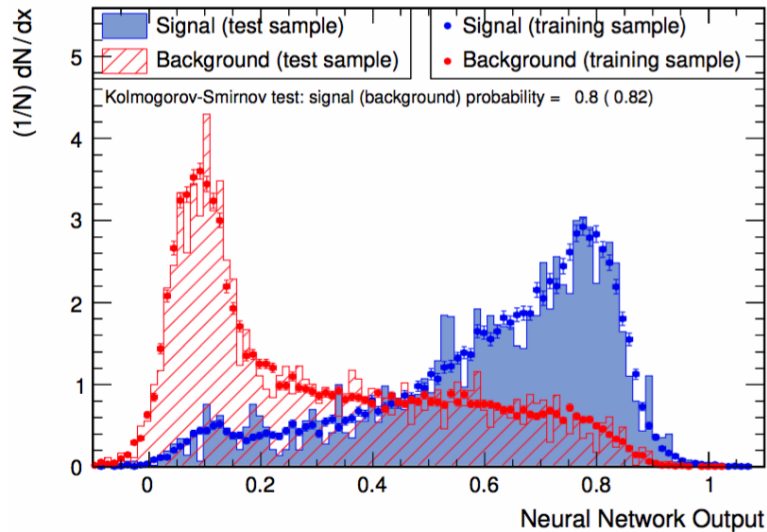 Signal (test sample)
Background (test sample)
Signal (training sample)
Background (training sample)
Kolmogorov-Smirnov test: signal (background) probability = 0.8 ( 0.82)
(1/N) dN/dx
5
4
3
2
1
0
0 0.2 0.4 0.6 0.8 1
Neural Network Output